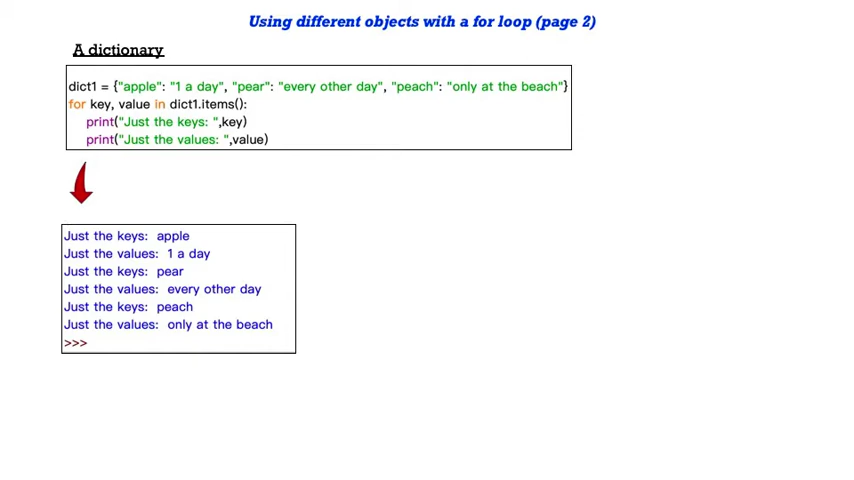 Using different objects with a for loop (page 2)
A dictionary
dict1 = {"apple": "1 a day", "pear": "every other day", "peach": "only at the beach"}
for key, value in dict1.items():
    print("Just the keys: ",key)
    print("Just the values: ",value)
Just the keys:  apple
Just the values:  1 a day
Just the keys:  pear
Just the values:  every other day
Just the keys:  peach
Just the values:  only at the beach
>>>